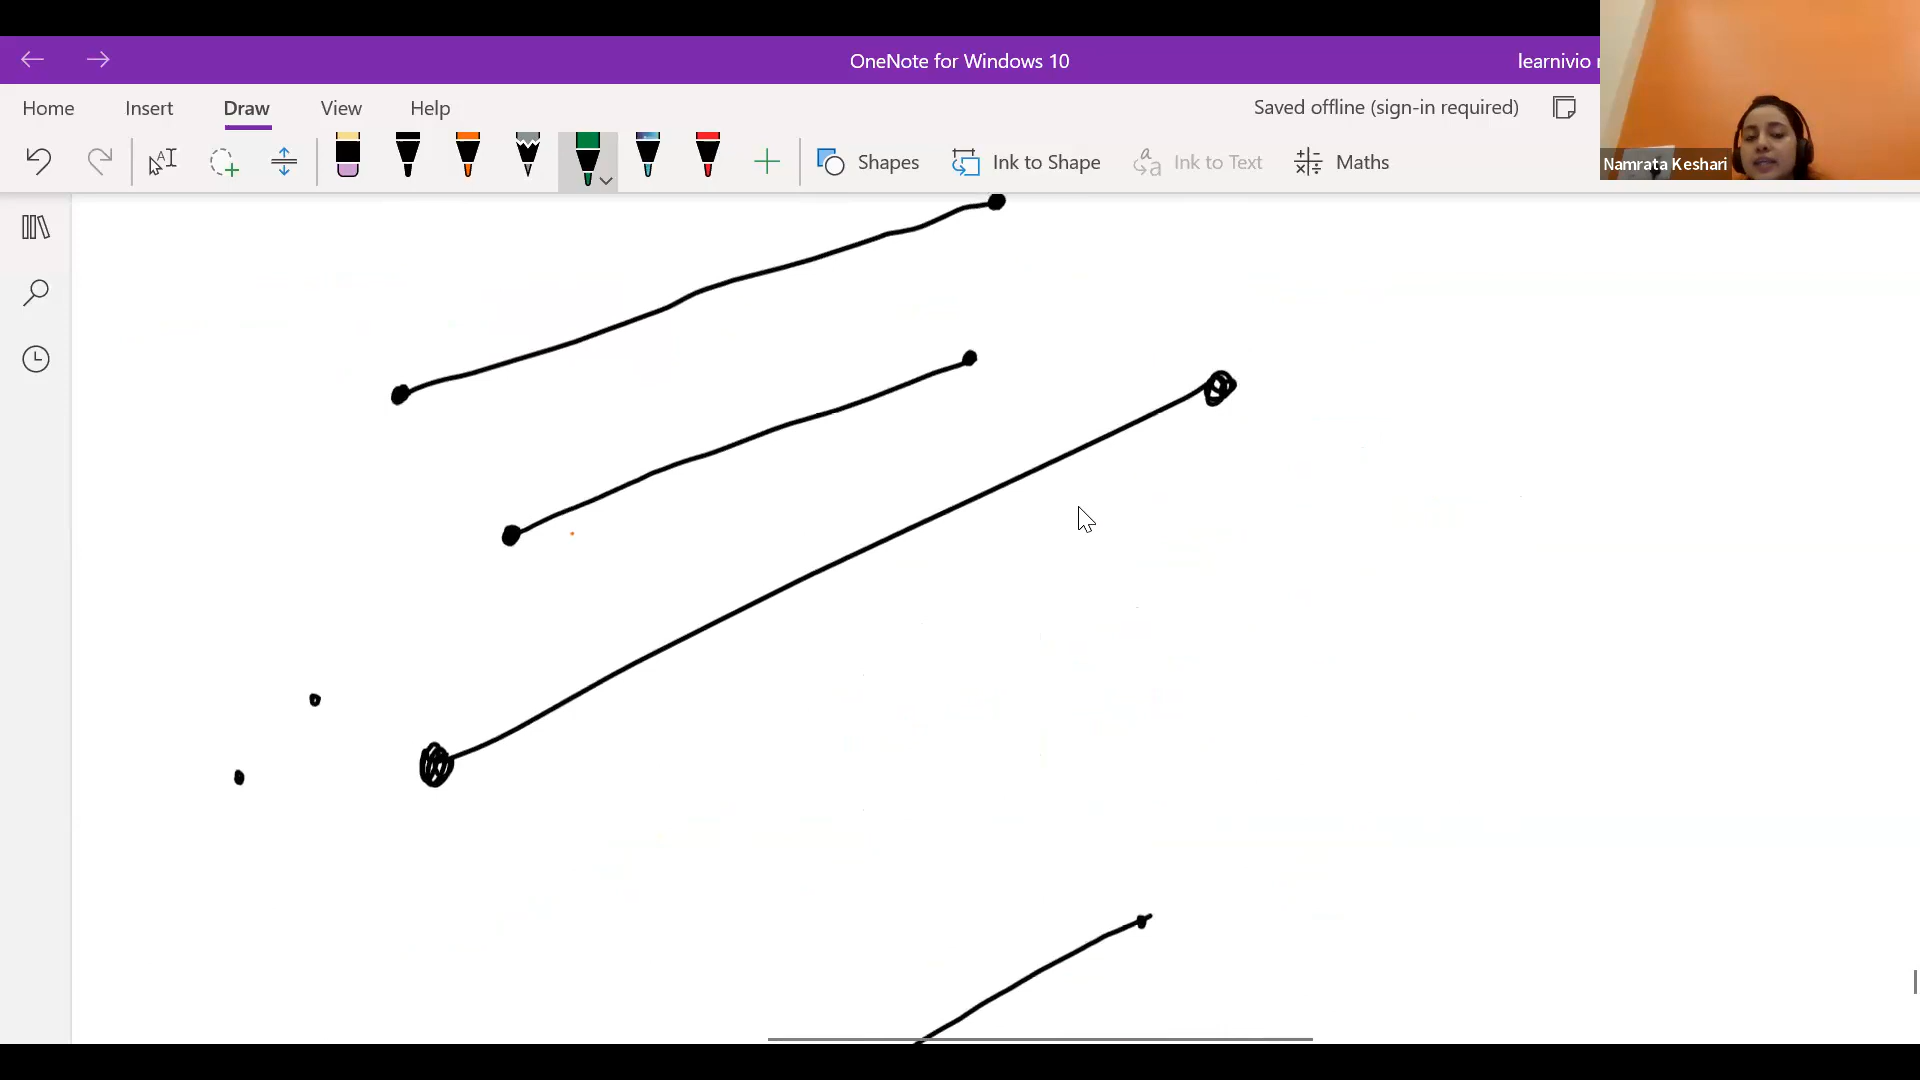 OneNote for Windows 10
learnivio
Home Insert Draw View Help
Saved offline (sign-in required)
Shapes Ink to Shape Ink to Text Maths
Namrata Keshari